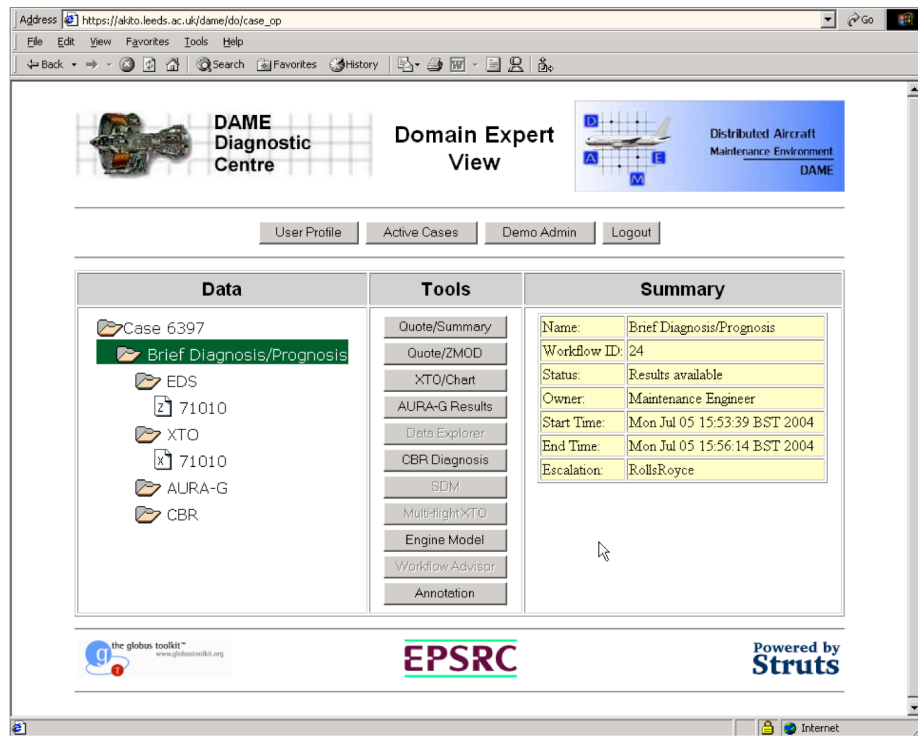 Address https://akito.leeds.ac.uk/dame/do/case_op Go
File Edit View Favorites Tools Help
Back Search Favorites History W
DAME
Diagnostic
Centre
Domain Expert
View
D
A
M
E
Distributed Aircraft
Maintenance Environment
DAME
User Profile Active Cases Demo Admin Logout
Data
Case 6397
Brief Diagnosis/Prognosis
EDS
Z 71010
XTO
X 71010
AURA-G
CBR
Tools
Quote/Summary
Quote/ZMOD
XTO/Chart
AURA-G Results
Data Explorer
CBR Diagnosis
SDM
Multi-flight XTO
Engine Model
Workflow Advisor
Annotation
Summary
Name: Brief Diagnosis/Prognosis
Workflow ID: 24
Status: Results available
Owner: Maintenance Engineer
Start Time: Mon Jul 05 15:53:39 BST 2004
End Time: Mon Jul 05 15:56:14 BST 2004
Escalation: RollsRoyce
g the globus toolkit™
www.globustoolkit.org
T
EPSRC
Powered by
Struts
Internet